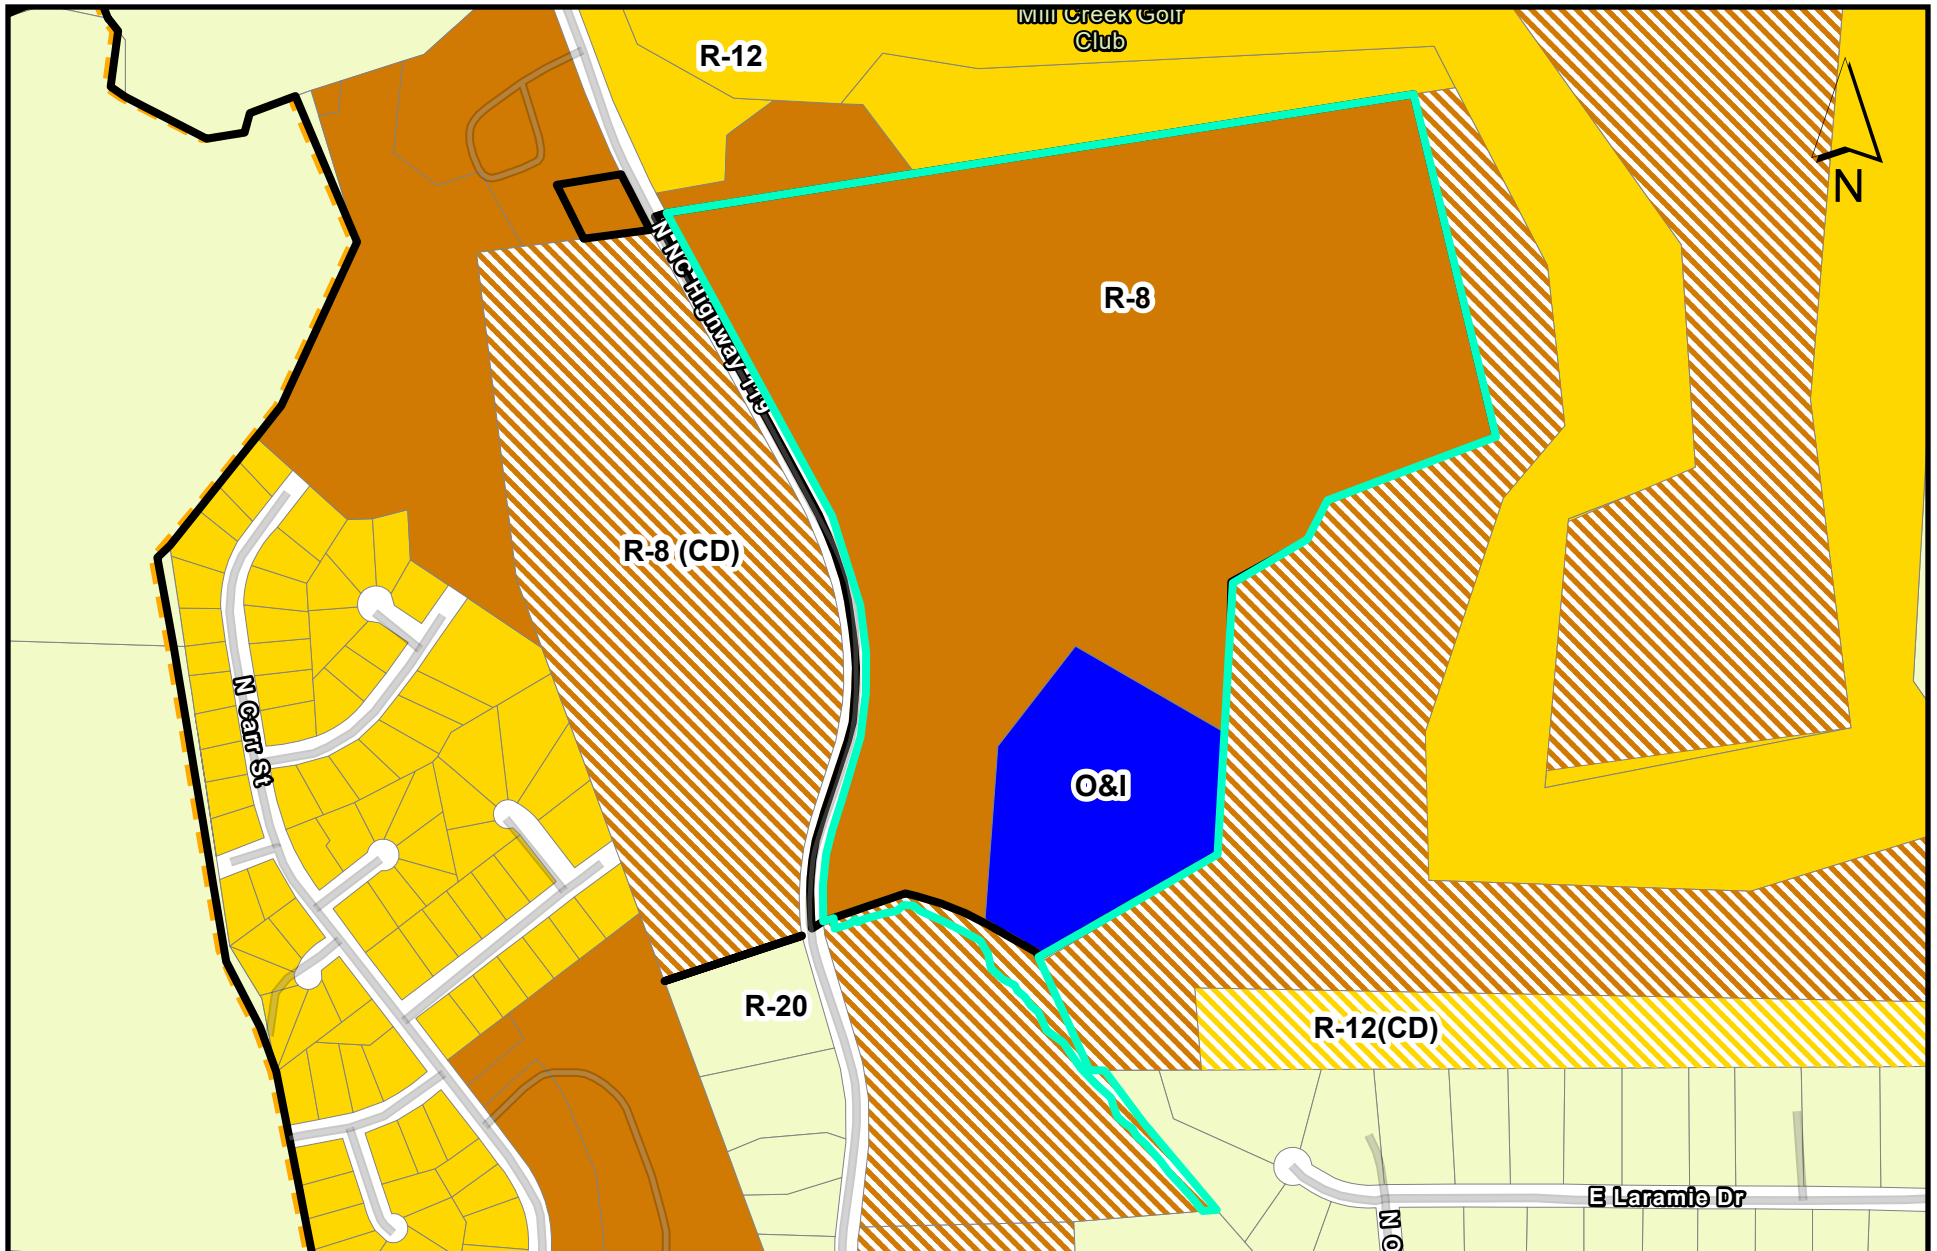 Mill Creek Golf
Club
R-12
N
N NC Highway 119
R-8
R-8 (CD)
N Carr St
O&I
R-20
R-12(CD)
E Laramie Dr
N o